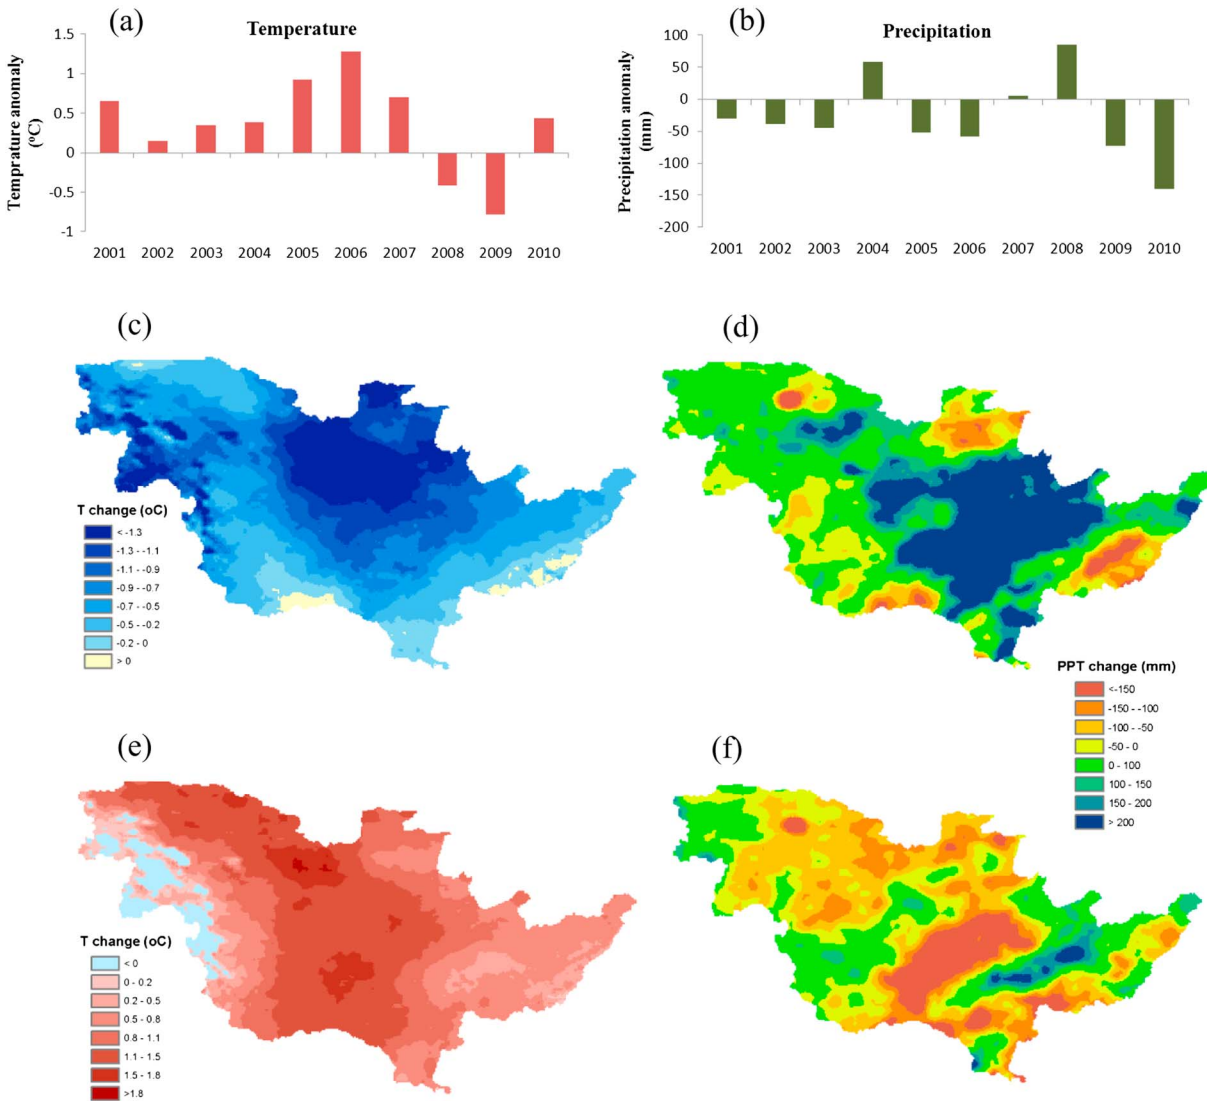 (a)
Temperature
Temprature anomaly
(°C)
1.5
1
0.5
0
-0.5
-1
2001 2002 2003 2004 2005 2006 2007 2008 2009 2010
(b)
Precipitation
Precipitation anomaly
(mm)
100
50
0
-50
-100
-150
-200
2001 2002 2003 2004 2005 2006 2007 2008 2009 2010
(c)
T change (oC)
< -1.3
-1.3 - -1.1
-1.1 - -0.9
-0.9 - -0.7
-0.7 - -0.5
-0.5 - -0.2
-0.2 - 0
> 0
(d)
PPT change (mm)
<-150
-150 - -100
-100 - -50
-50 - 0
0 - 100
100 - 150
150 - 200
> 200
(e)
T change (oC)
< 0
0 - 0.2
0.2 - 0.5
0.5 - 0.8
0.8 - 1.1
1.1 - 1.5
1.5 - 1.8
>1.8
(f)